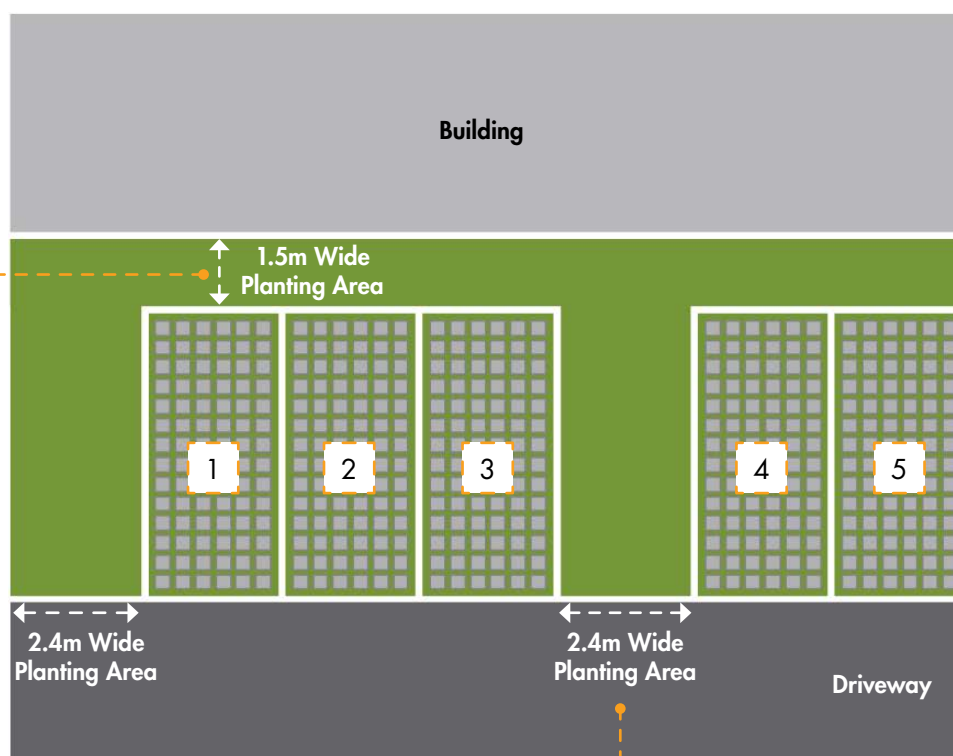 Building
1.5m Wide
Planting Area
1
2
3
4
5
2.4m Wide
Planting Area
2.4m Wide
Planting Area
Driveway